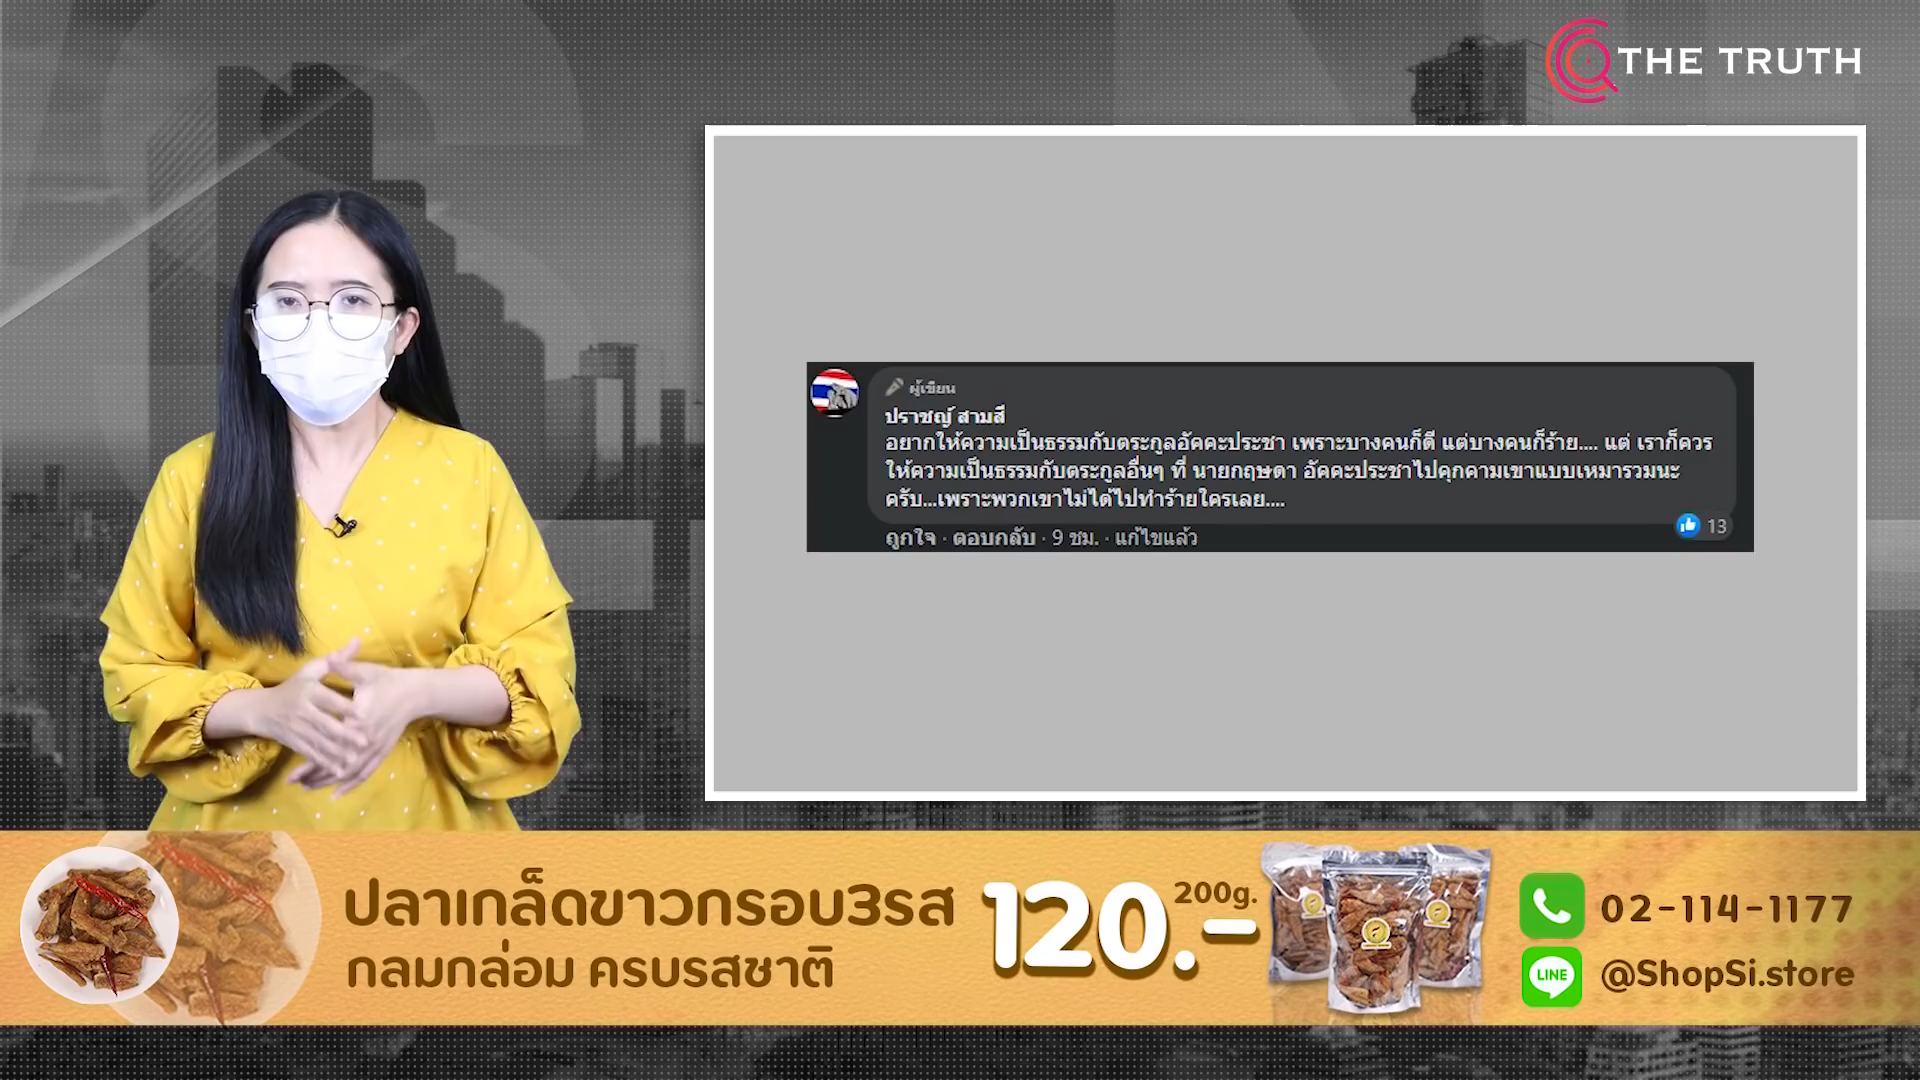 THE TRUTH
ผู้เขียน
ปราชญ์ สามสี
อยากให้ความเป็นธรรมกับตระกูลอัคคะประชา เพราะบางคนก็ดี แต่บางคนก็ร้าย.... แต่ เราก็ควร
ให้ความเป็นธรรมกับตระกูลอื่นๆ ที่ นายกฤษดา อัคคะประชาไปคุกคามเขาแบบเหมารวมนะ
ครับ...เพราะพวกเขาไม่ได้ไปทำร้ายใครเลย....
13
ถูกใจ · ตอบกลับ · 9 ชม. · แก้ไขแล้ว
ปลาเกล็ดขาวกรอบ3รส
กลมกล่อม ครบรสชาติ
120.-
200g.
02-114-1177
LINE
@ShopSi.store